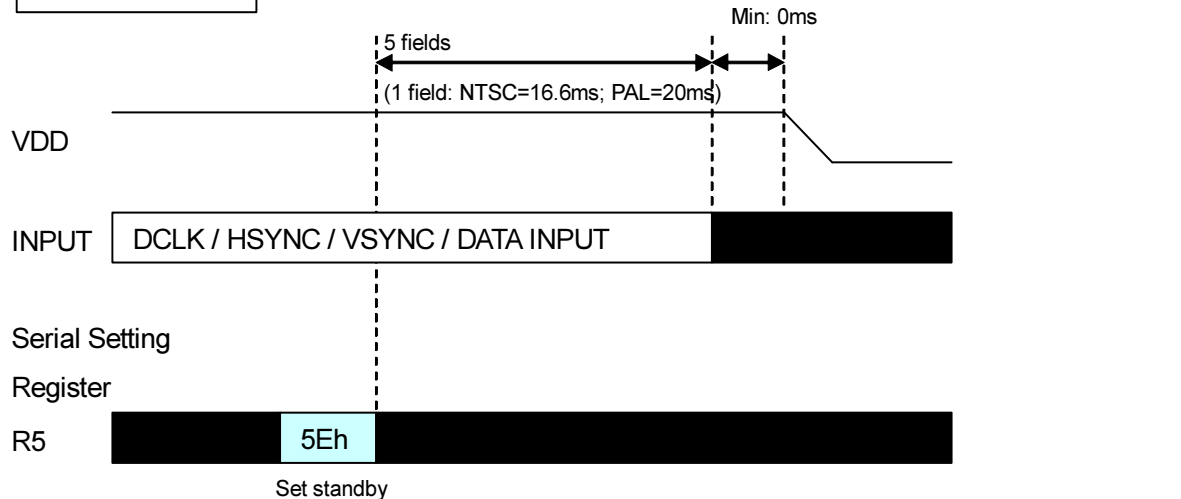 Min: 0ms
5 fields
(1 field: NTSC=16.6ms; PAL=20ms)
VDD
INPUT DCLK / HSYNC / VSYNC / DATA INPUT
Serial Setting
Register
R5 5Eh
Set standby